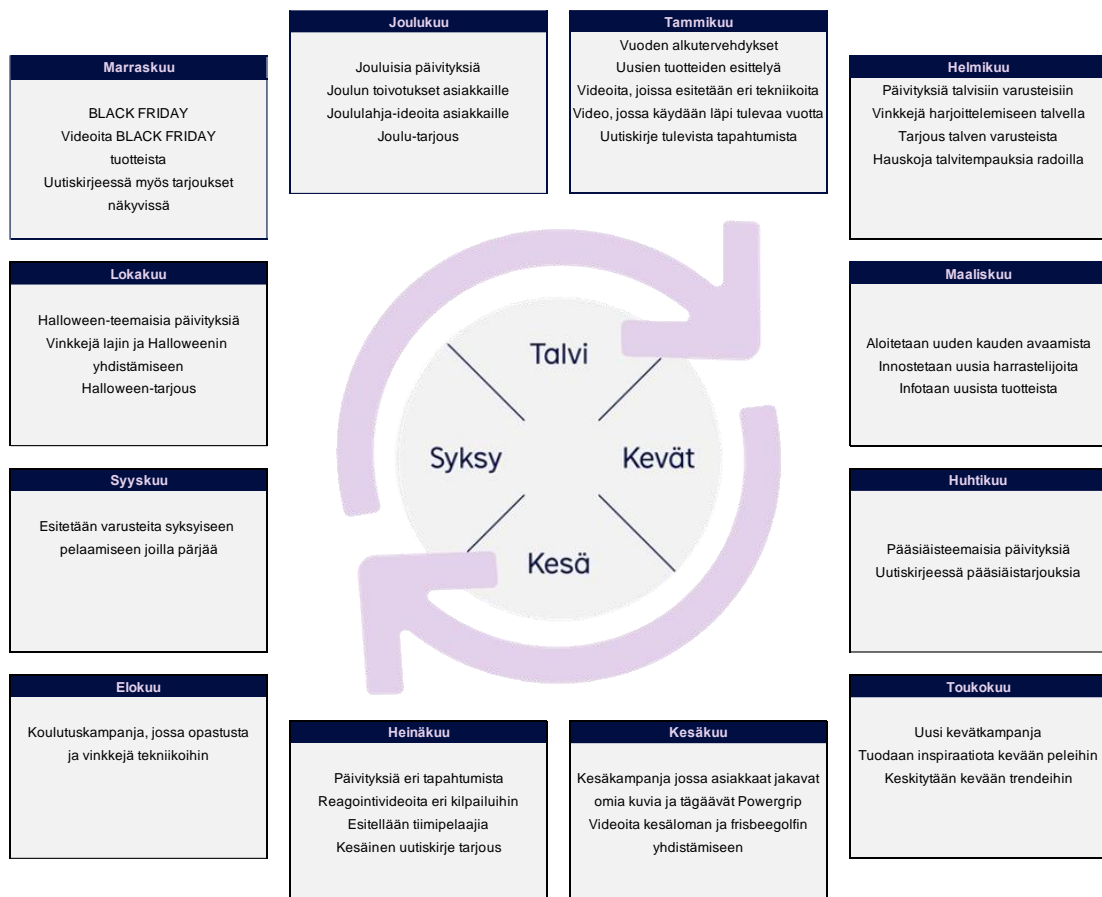 Joulukuu
Jouluisia päivityksiä
Joulun toivotukset asiakkaille
Joululahja-ideoita asiakkaille
Joulu-tarjous
Tammikuu
Vuoden alkutervehdykset
Uusien tuotteiden esittelyä
Videoita, joissa esitetään eri tekniikoita
Video, jossa käydään läpi tulevaa vuotta
Uutiskirje tulevista tapahtumista
Marraskuu
BLACK FRIDAY
Videoita BLACK FRIDAY
tuotteista
Uutiskirjeessä myös tarjoukset
näkyvissä
Helmikuu
Päivityksiä talvisiin varusteisiin
Vinkkejä harjoittelemiseen talvella
Tarjous talven varusteista
Hauskoja talvitempauksia radoilla
Lokakuu
Halloween-teemaisia päivityksiä
Vinkkejä lajin ja Halloweenin
yhdistämiseen
Halloween-tarjous
Maaliskuu
Aloitetaan uuden kauden avaamista
Innostetaan uusia harrastelijoita
Infotaan uusista tuotteista
Talvi
Syksy
Kevät
Kesä
Syyskuu
Esitetään varusteita syksyiseen
pelaamiseen joilla pärjää
Huhtikuu
Pääsiäisteemaisia päivityksiä
Uutiskirjeessä pääsiäistarjouksia
Elokuu
Koulutuskampanja, jossa opastusta
ja vinkkejä tekniikoihin
Heinäkuu
Päivityksiä eri tapahtumista
Reagointivideoita eri kilpailuihin
Esitellään tiimipelaajia
Kesäinen uutiskirje tarjous
Kesäkuu
Kesäkampanja jossa asiakkaat jakavat
omia kuvia ja tägäävät Powergrip
Videoita kesäloman ja frisbeegolfin
yhdistämiseen
Toukokuu
Uusi kevätkampanja
Tuodaan inspiraatiota kevään peleihin
Keskitytään kevään trendeihin